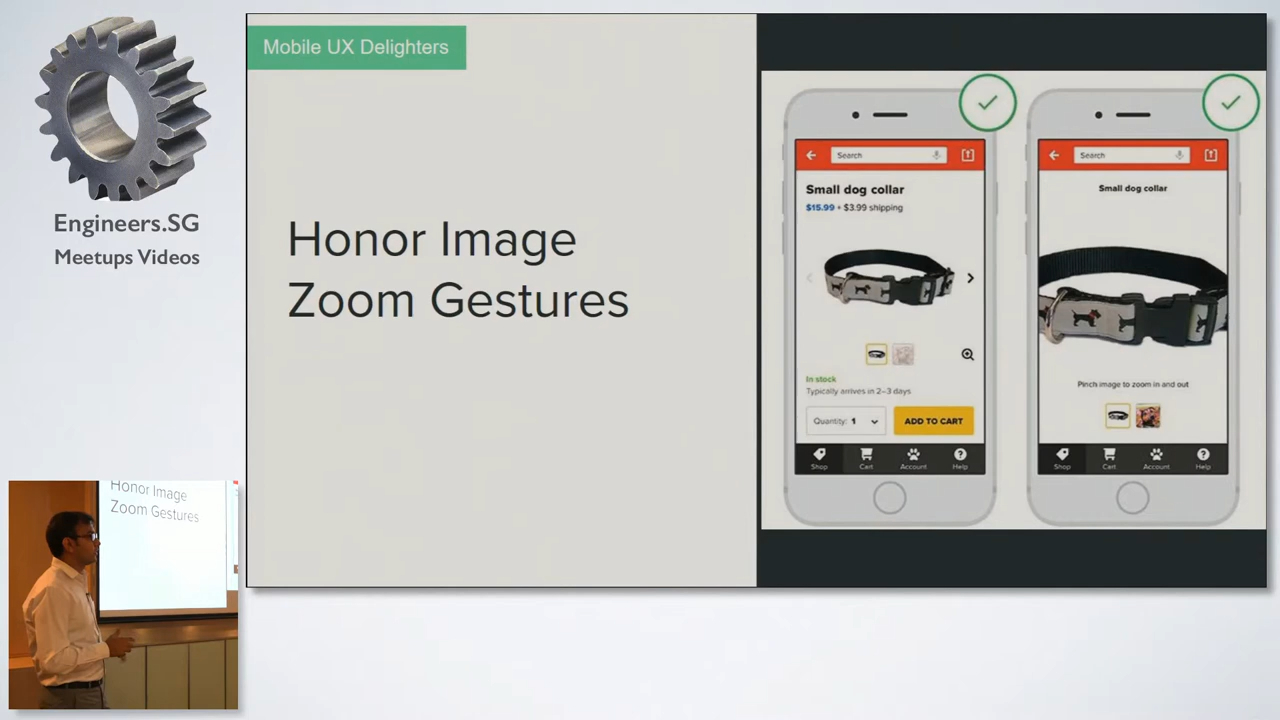 Engineers.SG
Meetups Videos
Mobile UX Delighters
Honor Image
Zoom Gestures
Search
Small dog collar
$15.99 + $3.99 shipping
In stock
Typically arrives in 2–3 days
Quantity: 1
ADD TO CART
Shop
Cart
Account
Help
Search
Small dog collar
Pinch image to zoom in and out
Shop
Cart
Account
Help
Honor Image
Zoom Gestures